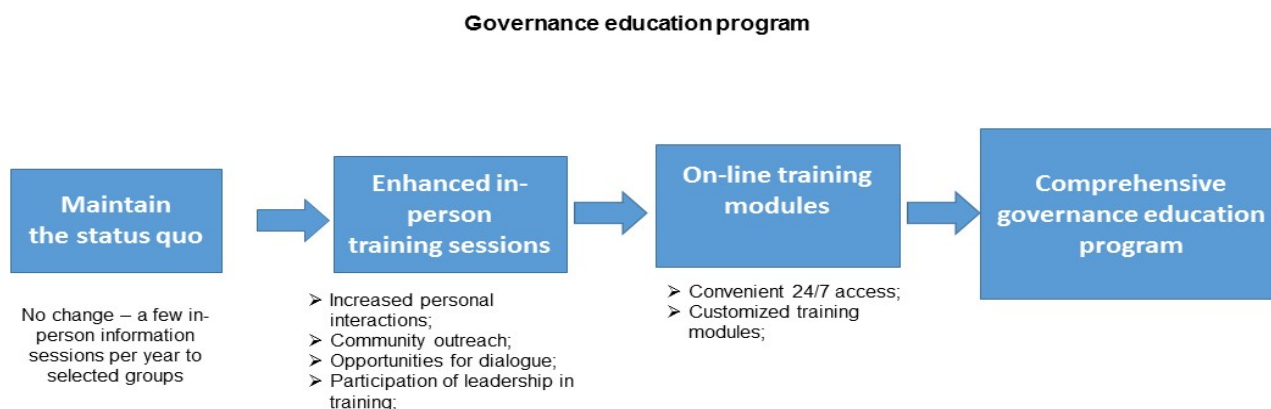 Governance education program
Maintain
the status quo
Enhanced in-
person
training sessions
On-line training
modules
Comprehensive
governance education
program
No change – a few in-
person information
sessions per year to
selected groups
➢ Increased personal
interactions;
➢ Community outreach;
➢ Opportunities for dialogue;
➢ Participation of leadership in
training;
➢ Convenient 24/7 access;
➢ Customized training
modules;